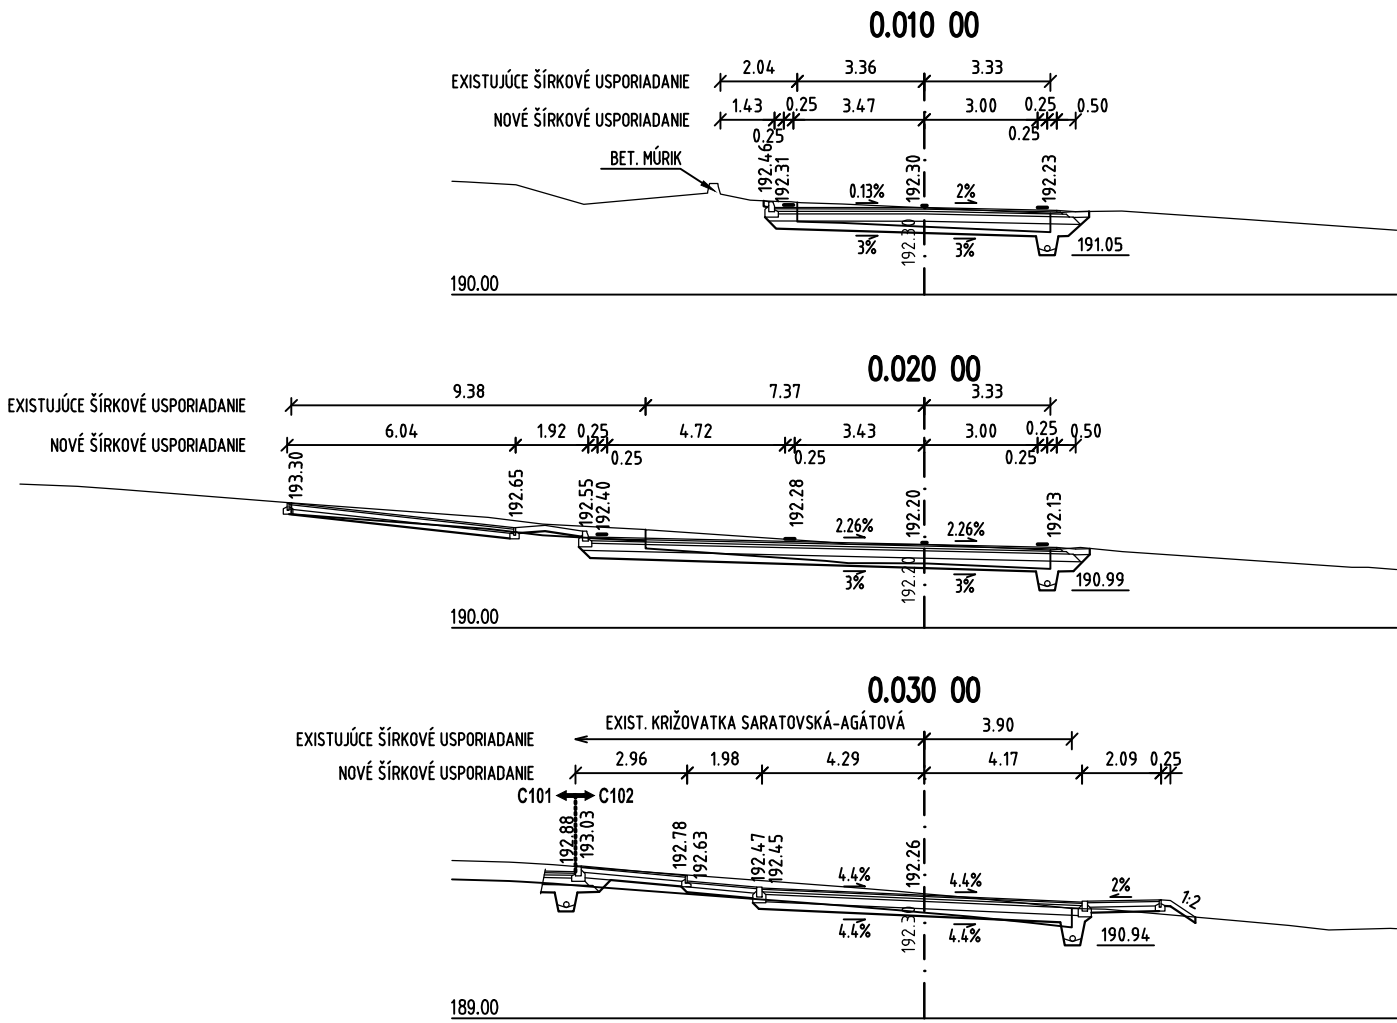 0.010 00
2.04 3.36 3.33
EXISTUJÚCE ŠÍRKOVÉ USPORIADANIE
1.43 0.25 3.47 3.00 0.25 0.50
NOVÉ ŠÍRKOVÉ USPORIADANIE
0.25 0.25
BET. MÚRIK
192.46
192.31
192.30
192.23
0.13% 2%
192.30
3% 3%
191.05
190.00
0.020 00
9.38 7.37 3.33
EXISTUJÚCE ŠÍRKOVÉ USPORIADANIE
6.04 1.92 0.25 4.72 3.43 3.00 0.25 0.50
NOVÉ ŠÍRKOVÉ USPORIADANIE
0.25 0.25 0.25
193.30
192.65
192.55
192.40
192.28
192.20
192.13
2.26% 2.26%
192.20
3% 3%
190.99
190.00
0.030 00
EXIST. KRIŽOVATKA SARATOVSKÁ-AGÁTOVÁ 3.90
EXISTUJÚCE ŠÍRKOVÉ USPORIADANIE
2.96 1.98 4.29 4.17 2.09 0.25
NOVÉ ŠÍRKOVÉ USPORIADANIE
C101 C102
192.88
193.03
192.78
192.63
192.47
192.45
192.26
4.4% 4.4% 2% 1:2
192.30
4.4% 4.4%
190.94
189.00